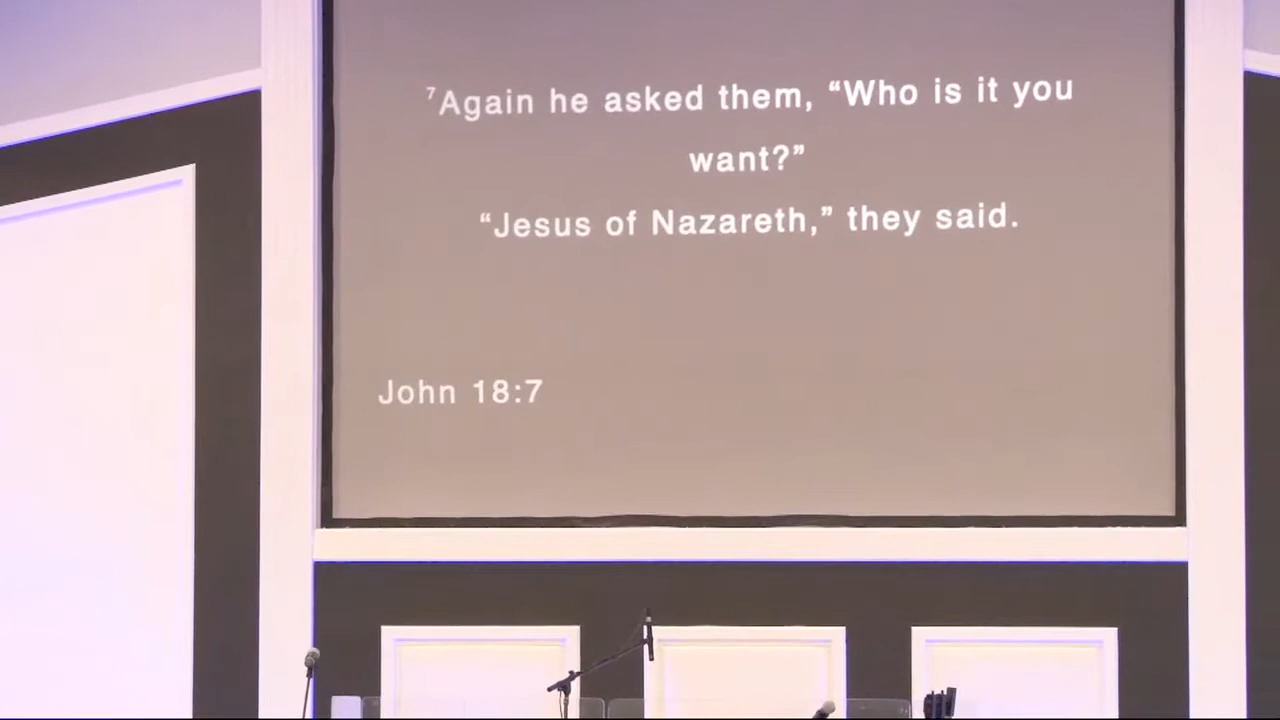 ⁷Again he asked them, “Who is it you
want?”
“Jesus of Nazareth,” they said.
John 18:7